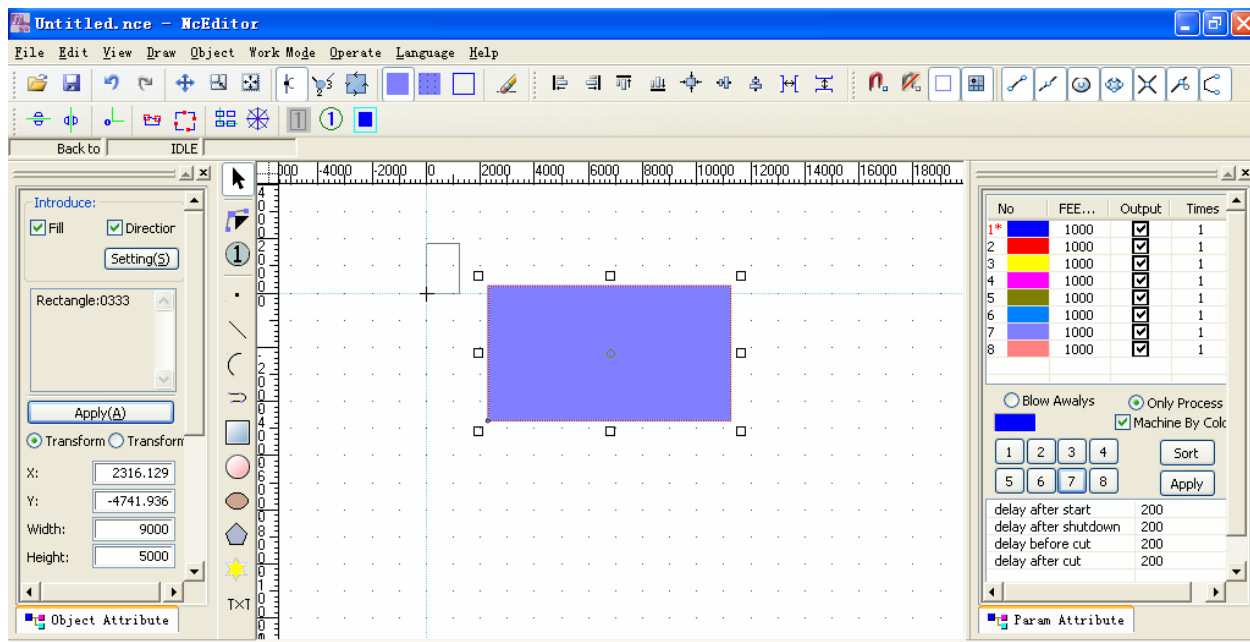 Untitled.nce - NcEditor
File Edit View Draw Object Work Mode Operate Language Help
Back to IDLE
Introduce:
Fill Direction
Setting(S)
Rectangle:0333
Apply(A)
Transform Transform
X: 2316.129
Y: -4741.936
Width: 9000
Height: 5000
Object Attribute
000 -4000 -2000 0 2000 4000 6000 8000 10000 12000 14000 16000 18000
1
TXT
No FEE... Output Times
1* 1000 1
2 1000 1
3 1000 1
4 1000 1
5 1000 1
6 1000 1
7 1000 1
8 1000 1
Blow Awalys Only Process
Machine By Colo
1 2 3 4 Sort
5 6 7 8 Apply
delay after start 200
delay after shutdown 200
delay before cut 200
delay after cut 200
Param Attribute